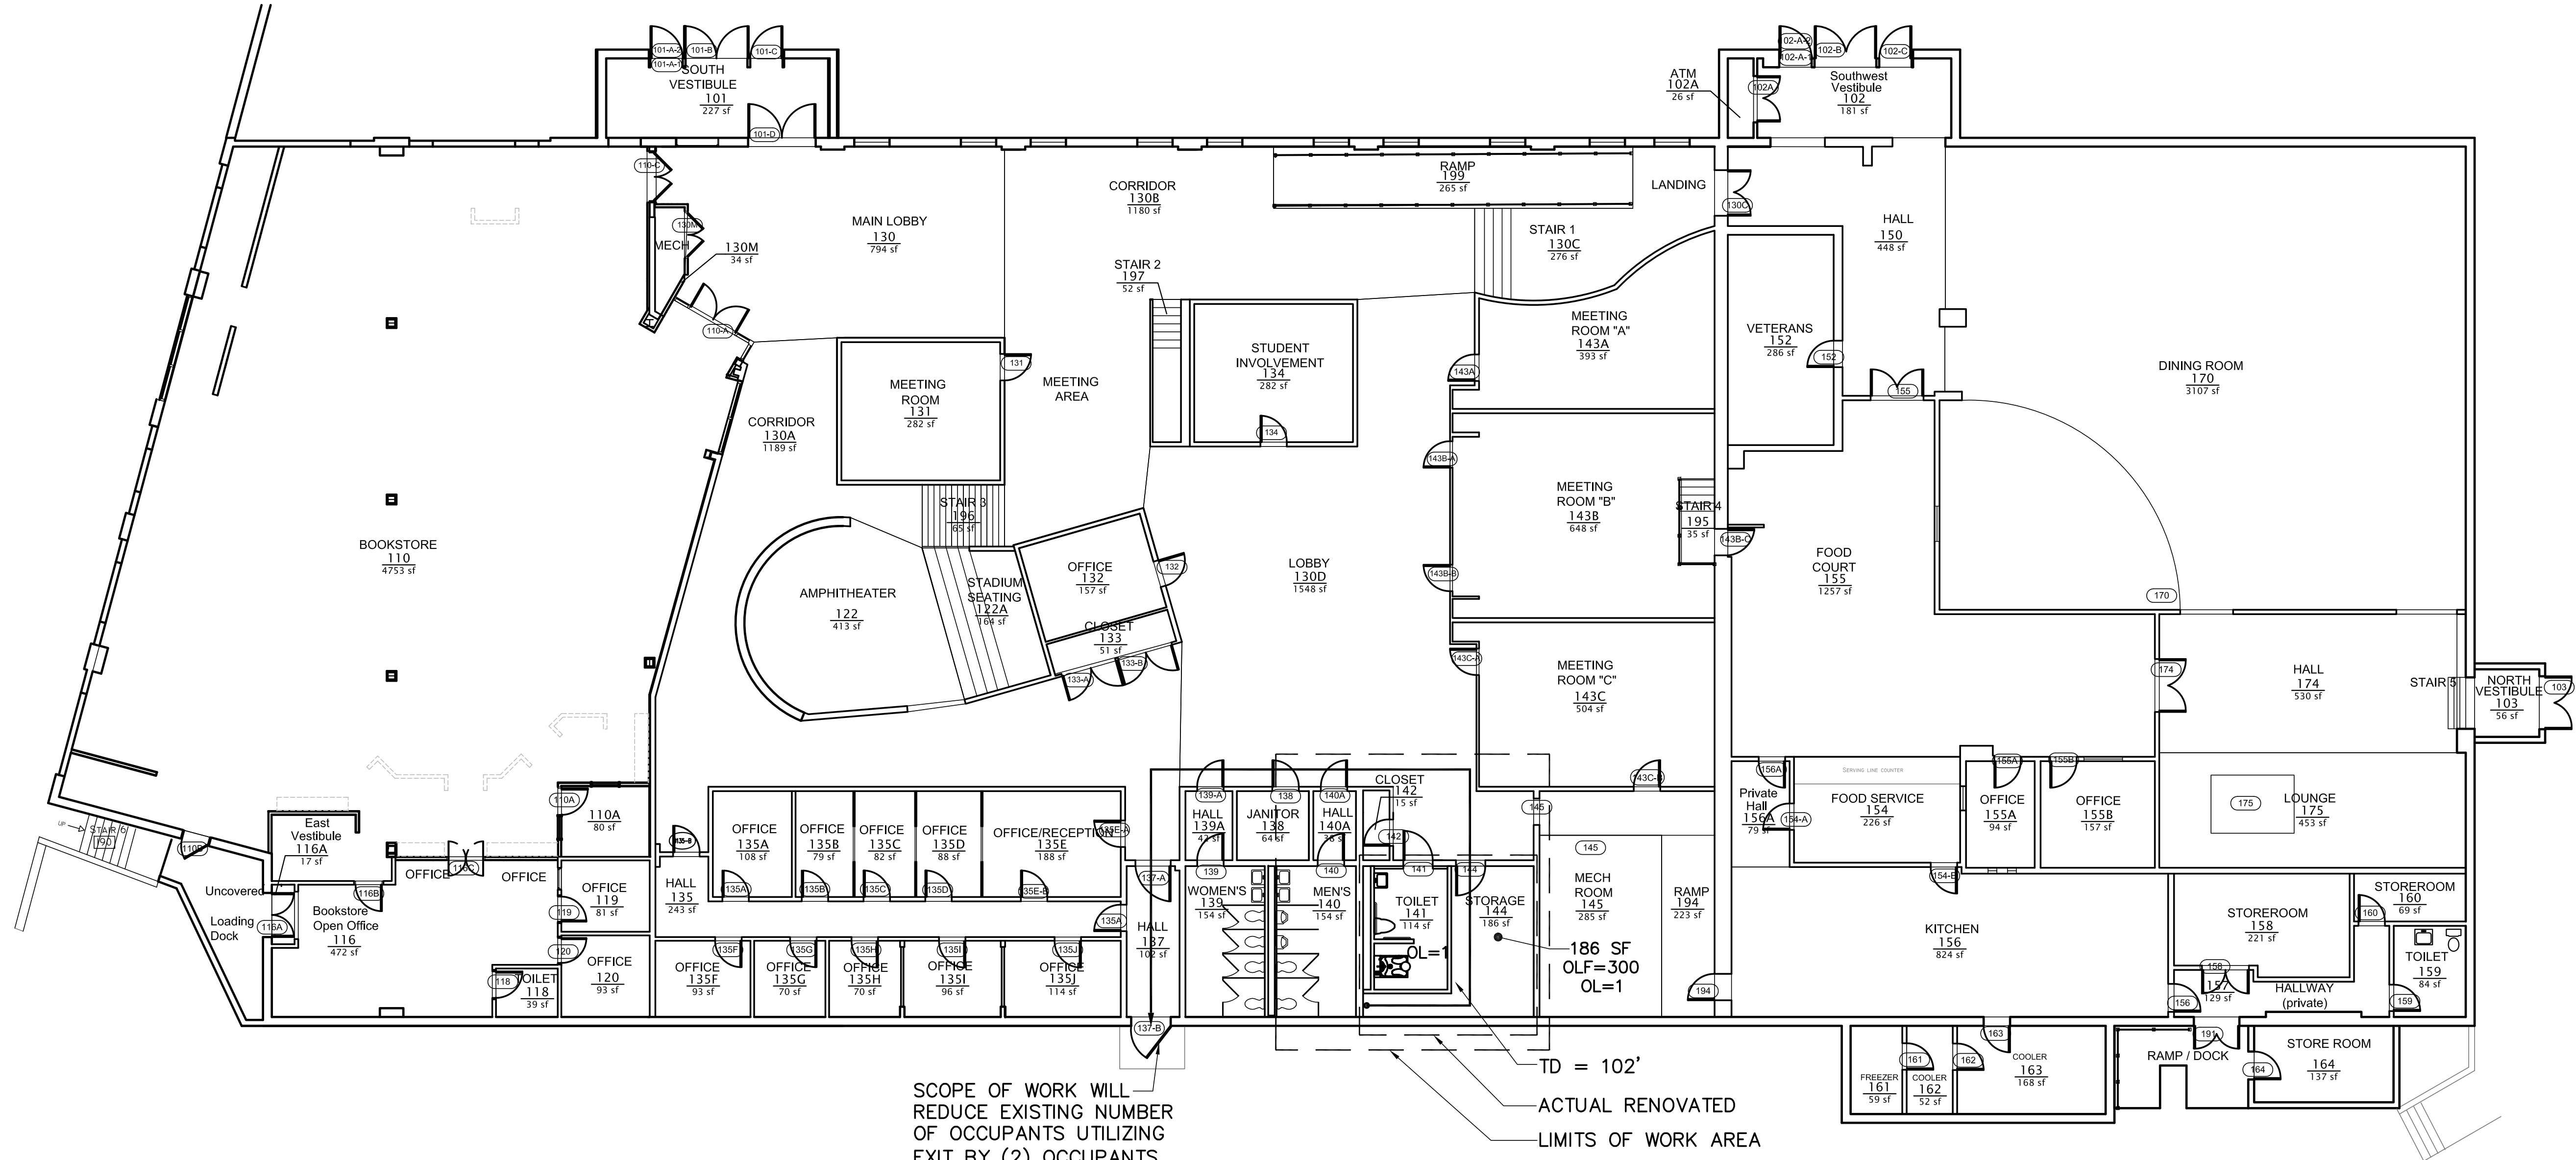 101-A-2
101-B
101-C
101-A-1
SOUTH
VESTIBULE
101
227 sf
101-D
102-A-2
102-B
102-C
102-A-1
ATM
102A
26 sf
102A
Southwest
Vestibule
102
181 sf
110-C
130M
MECH
130M
34 sf
110-A
MAIN LOBBY
130
794 sf
CORRIDOR
130B
1180 sf
RAMP
199
265 sf
LANDING
130C
STAIR 1
130C
276 sf
STAIR 2
197
52 sf
HALL
150
448 sf
MEETING
ROOM
131
282 sf
131
MEETING
AREA
STUDENT
INVOLVEMENT
134
282 sf
134
MEETING
ROOM "A"
143A
393 sf
143A
VETERANS
152
286 sf
152
155
DINING ROOM
170
3107 sf
CORRIDOR
130A
1189 sf
STAIR 3
196
65 sf
143B-A
MEETING
ROOM "B"
143B
648 sf
143B-B
STAIR 4
195
35 sf
143B-C
BOOKSTORE
110
4753 sf
AMPHITHEATER
122
413 sf
STADIUM
SEATING
122A
164 sf
OFFICE
132
157 sf
132
CLOSET
133
51 sf
133-A
133-B
LOBBY
130D
1548 sf
FOOD
COURT
155
1257 sf
170
143C-A
MEETING
ROOM "C"
143C
504 sf
143C-B
174
HALL
174
530 sf
STAIR 5
NORTH
VESTIBULE
103
56 sf
103
UP
STAIR 6
190
110B
East
Vestibule
116A
17 sf
110A
110A
80 sf
110C
OFFICE
OFFICE
116B
Uncovered
Loading
Dock
116A
Bookstore
Open Office
116
472 sf
118
TOILET
118
39 sf
119
OFFICE
119
81 sf
120
OFFICE
120
93 sf
135-B
HALL
135
243 sf
OFFICE
135A
108 sf
135A
OFFICE
135B
79 sf
135B
OFFICE
135C
82 sf
135C
OFFICE
135D
88 sf
135D
OFFICE/RECEPTION
135E
188 sf
135E-A
135E-B
135A
OFFICE
135F
93 sf
135F
OFFICE
135G
70 sf
135G
OFFICE
135H
70 sf
135H
OFFICE
135I
96 sf
135I
OFFICE
135J
114 sf
135J
137-A
HALL
137
102 sf
137-B
139-A
HALL
139A
138
JANITOR
138
64 sf
140A
HALL
140A
CLOSET
142
15 sf
142
139
WOMEN'S
139
154 sf
140
MEN'S
140
154 sf
141
TOILET
141
114 sf
OL=1
144
STORAGE
144
186 sf
145
145
MECH
ROOM
145
285 sf
RAMP
194
223 sf
194
186 SF
OLF=300
OL=1
156A
Private
Hall
156A
79 sf
154-A
SERVING LINE COUNTER
FOOD SERVICE
154
226 sf
154-B
155A
OFFICE
155A
94 sf
155B
OFFICE
155B
157 sf
175
LOUNGE
175
453 sf
KITCHEN
156
824 sf
STOREROOM
158
221 sf
158
STOREROOM
160
69 sf
160
TOILET
159
84 sf
159
156
157
129 sf
HALLWAY
(private)
191
RAMP / DOCK
164
STORE ROOM
164
137 sf
FREEZER
161
59 sf
161
COOLER
162
52 sf
162
163
COOLER
163
168 sf
SCOPE OF WORK WILL
REDUCE EXISTING NUMBER
OF OCCUPANTS UTILIZING
EXIT BY (2) OCCUPANTS
TD = 102'
ACTUAL RENOVATED
LIMITS OF WORK AREA